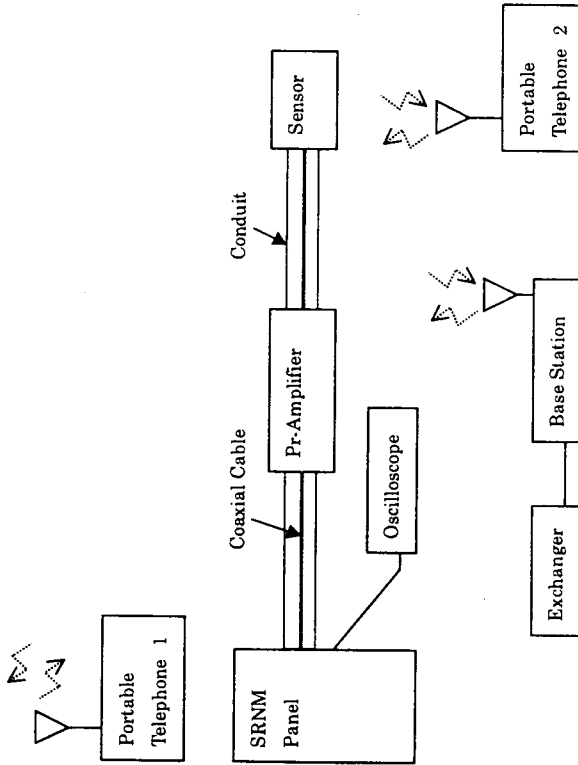 Portable
Telephone 1
SRNM
Panel
Coaxial Cable
Pr-Amplifier
Conduit
Sensor
Oscilloscope
Exchanger
Base Station
Portable
Telephone 2